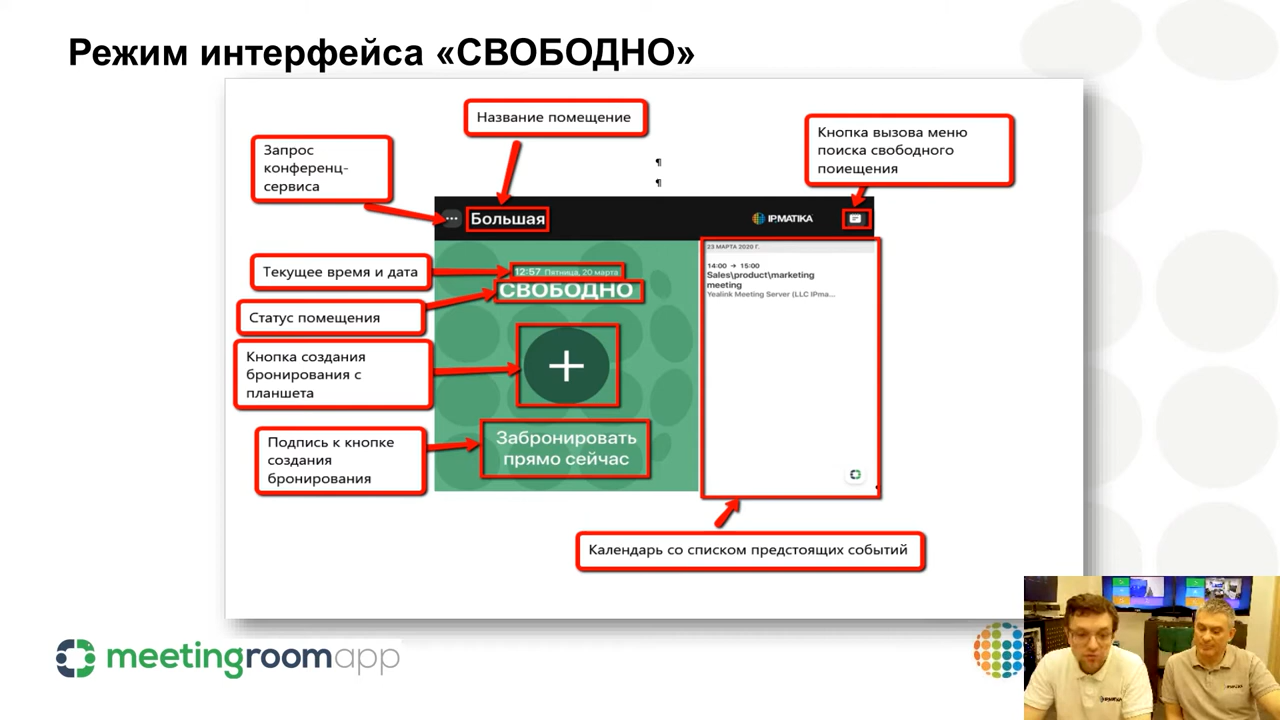 Режим интерфейса «СВОБОДНО»
Название помещение
Кнопка вызова меню
поиска свободного
поиещения
Запрос
конференц-
сервиса
¶
¶
Большая
IP.MATIKA
Текущее время и дата
12:57 Пятница, 20 марта
СВОБОДНО
Статус помещения
23 МАРТА 2020 Г.
14:00 → 15:00
Sales\product\marketing
meeting
Yealink Meeting Server (LLC IPma...
Кнопка создания
бронирования с
планшета
+
Подпись к кнопке
создания
бронирования
Забронировать
прямо сейчас
Календарь со списком предстоящих событий
meetingroomapp